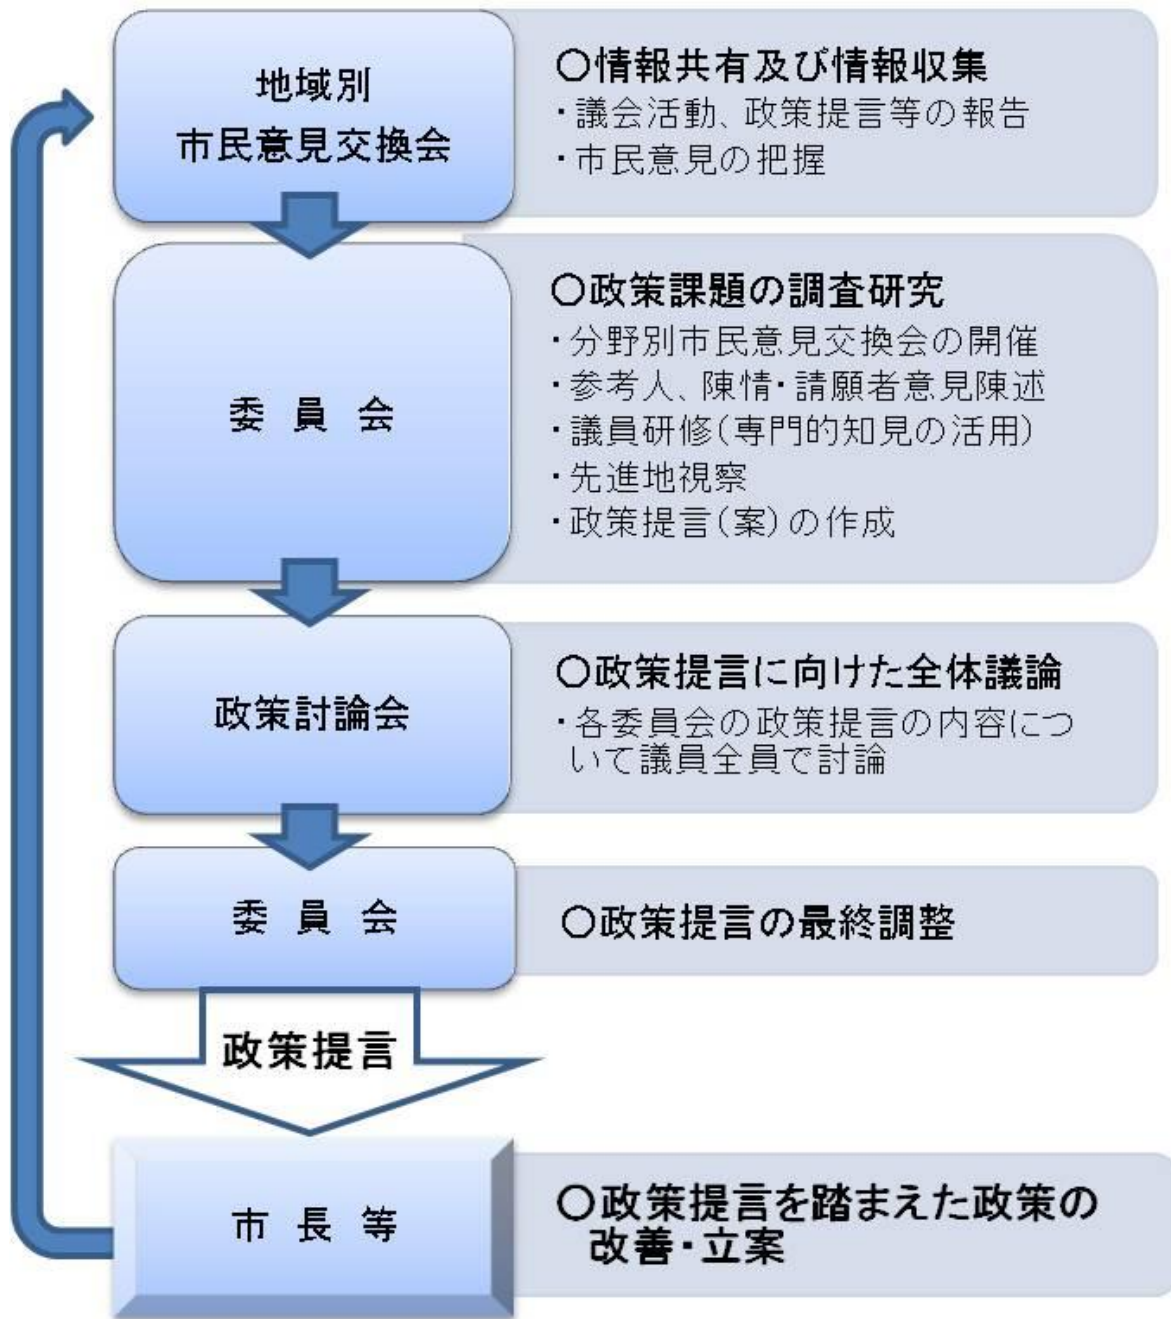 地域別
市民意見交換会
〇情報共有及び情報収集
・議会活動、政策提言等の報告
・市民意見の把握
委 員 会
〇政策課題の調査研究
・分野別市民意見交換会の開催
・参考人、陳情・請願者意見陳述
・議員研修(専門的知見の活用)
・先進地視察
・政策提言(案)の作成
政策討論会
〇政策提言に向けた全体議論
・各委員会の政策提言の内容につ
いて議員全員で討論
委 員 会
〇政策提言の最終調整
政策提言
市 長 等
〇政策提言を踏まえた政策の
改善・立案